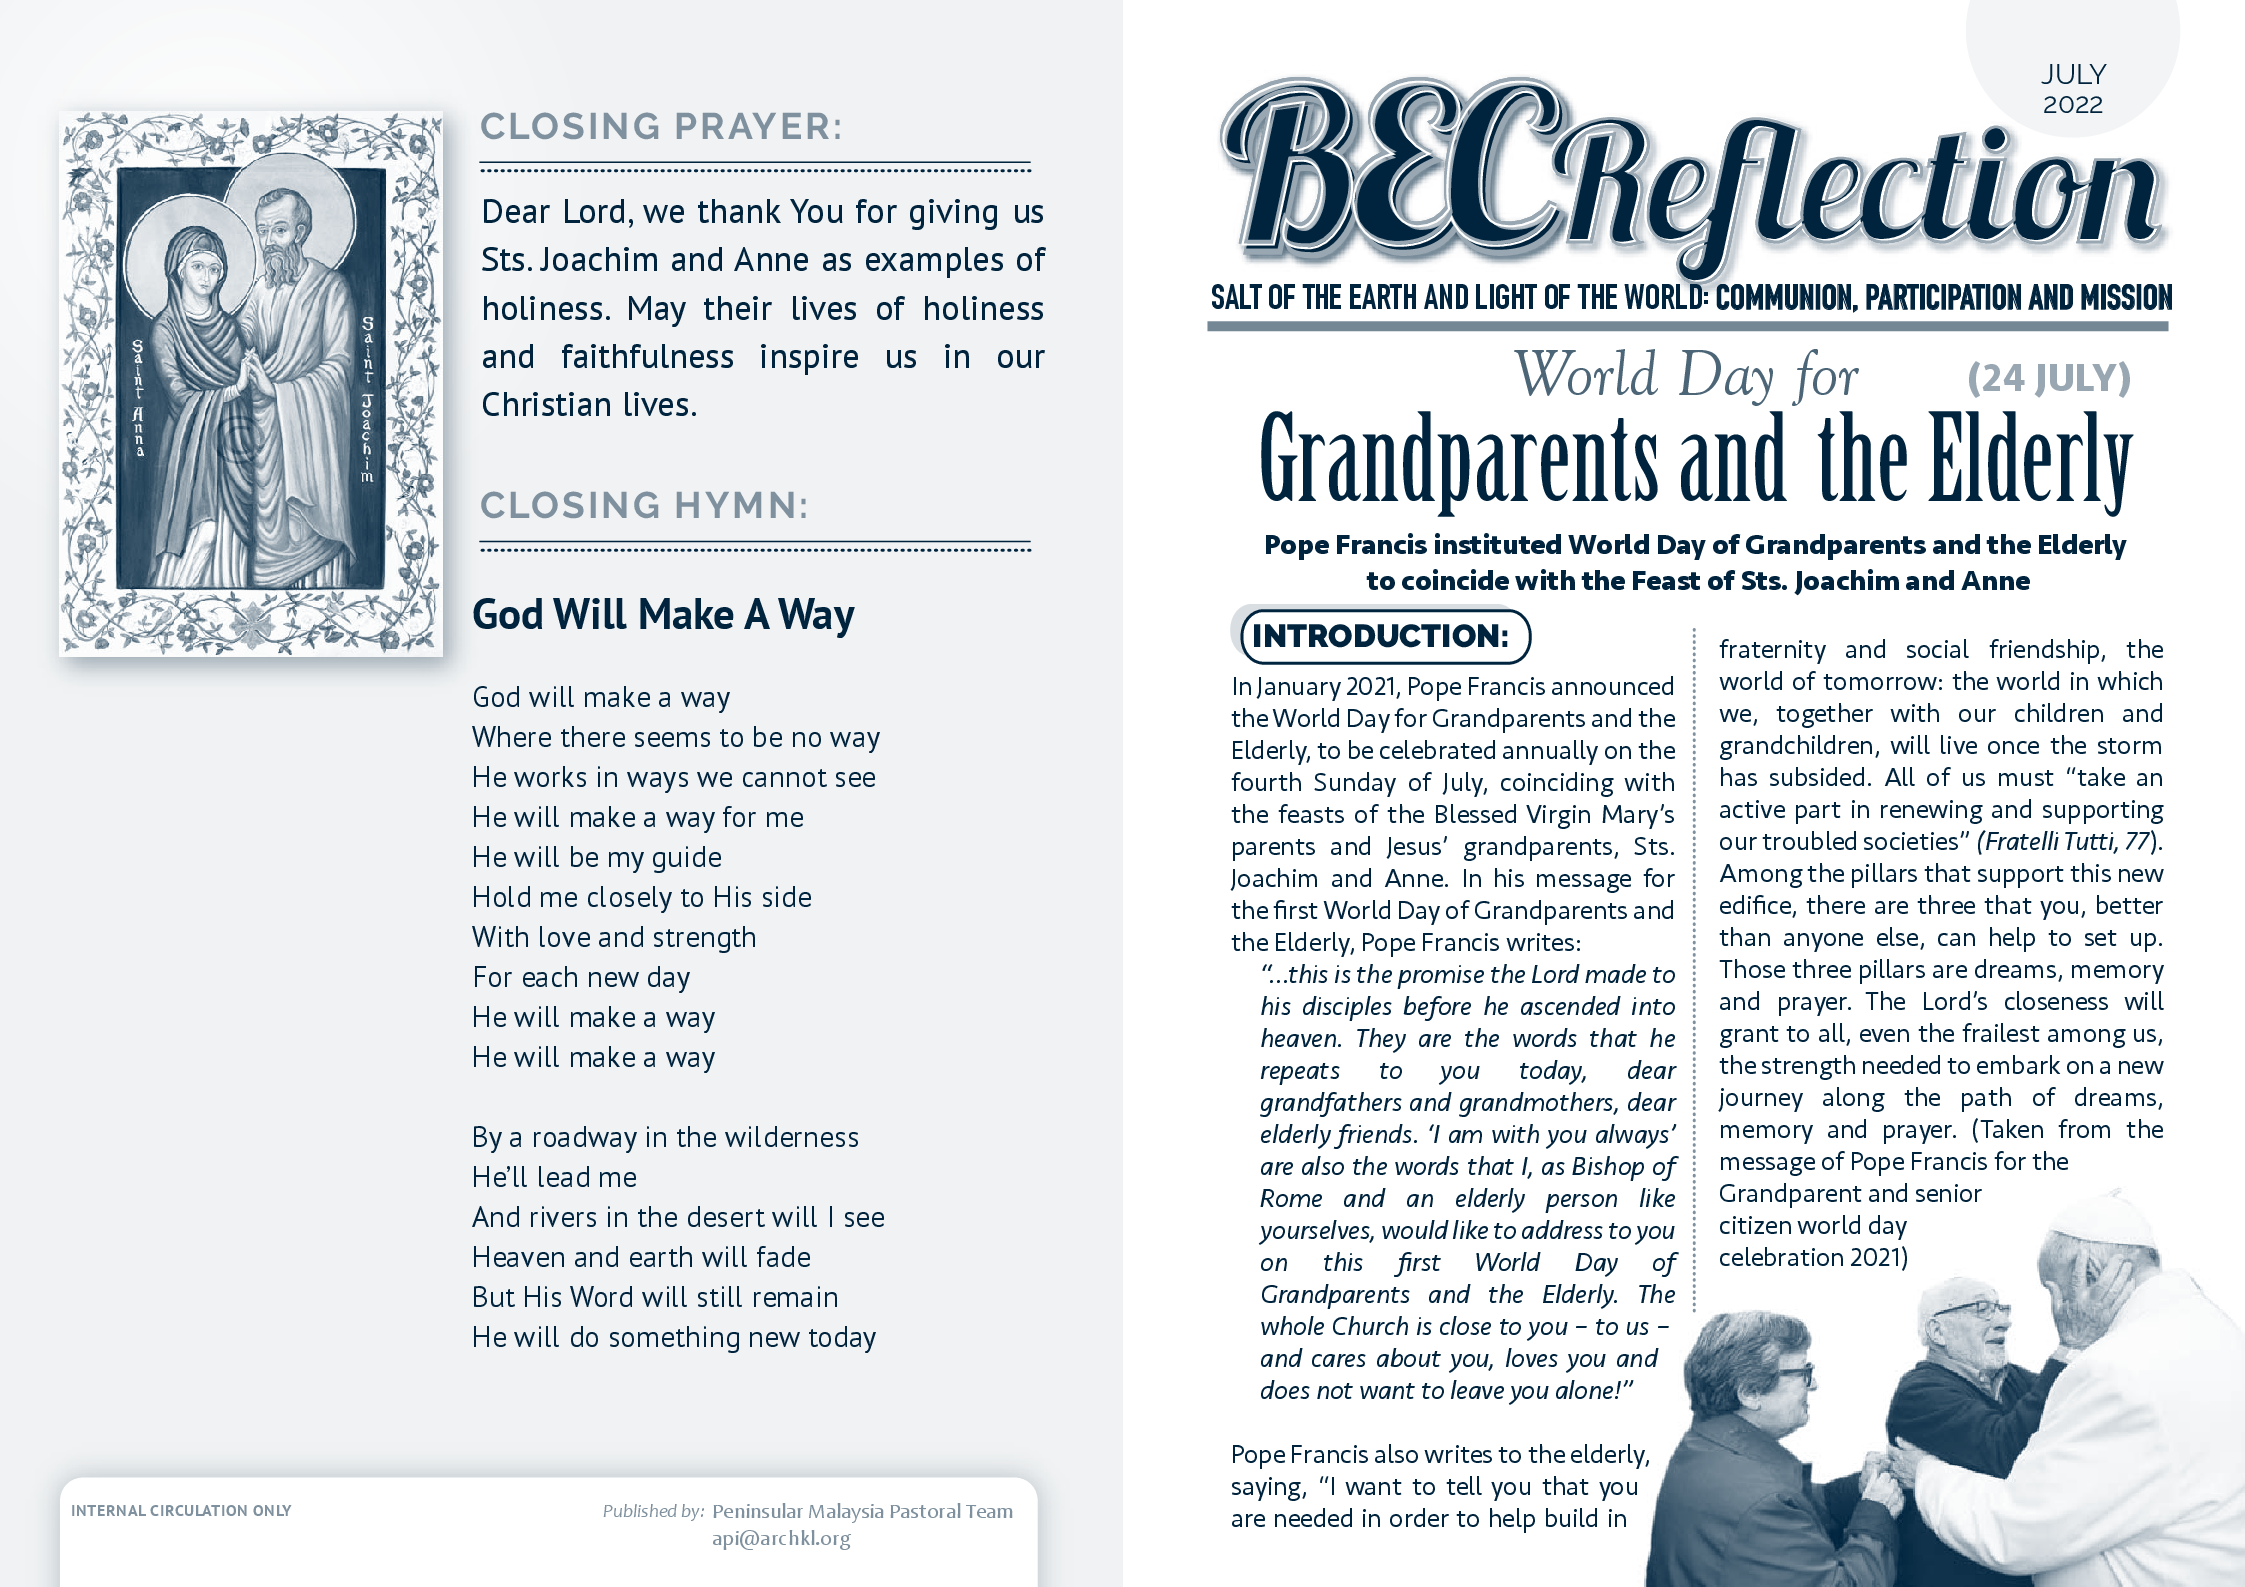 CLOSING PRAYER:
Dear Lord, we thank You for giving us
Sts. Joachim and Anne as examples of
holiness. May their lives of holiness
and faithfulness inspire us in our
Christian lives.
Saint Anna
Saint Joachim
CLOSING HYMN:
God Will Make A Way
God will make a way
Where there seems to be no way
He works in ways we cannot see
He will make a way for me
He will be my guide
Hold me closely to His side
With love and strength
For each new day
He will make a way
He will make a way
By a roadway in the wilderness
He'll lead me
And rivers in the desert will I see
Heaven and earth will fade
But His Word will still remain
He will do something new today
INTERNAL CIRCULATION ONLY
Published by: Peninsular Malaysia Pastoral Team
api@archkl.org
JULY
2022
BEC Reflection
SALT OF THE EARTH AND LIGHT OF THE WORLD: COMMUNION, PARTICIPATION AND MISSION
World Day for (24 JULY)
Grandparents and the Elderly
Pope Francis instituted World Day of Grandparents and the Elderly
to coincide with the Feast of Sts. Joachim and Anne
INTRODUCTION:
In January 2021, Pope Francis announced
the World Day for Grandparents and the
Elderly, to be celebrated annually on the
fourth Sunday of July, coinciding with
the feasts of the Blessed Virgin Mary's
parents and Jesus' grandparents, Sts.
Joachim and Anne. In his message for
the first World Day of Grandparents and
the Elderly, Pope Francis writes:
"...this is the promise the Lord made to
his disciples before he ascended into
heaven. They are the words that he
repeats to you today, dear
grandfathers and grandmothers, dear
elderly friends. 'I am with you always'
are also the words that I, as Bishop of
Rome and an elderly person like
yourselves, would like to address to you
on this first World Day of
Grandparents and the Elderly. The
whole Church is close to you – to us –
and cares about you, loves you and
does not want to leave you alone!"
Pope Francis also writes to the elderly,
saying, "I want to tell you that you
are needed in order to help build in
fraternity and social friendship, the
world of tomorrow: the world in which
we, together with our children and
grandchildren, will live once the storm
has subsided. All of us must "take an
active part in renewing and supporting
our troubled societies" (Fratelli Tutti, 77).
Among the pillars that support this new
edifice, there are three that you, better
than anyone else, can help to set up.
Those three pillars are dreams, memory
and prayer. The Lord's closeness will
grant to all, even the frailest among us,
the strength needed to embark on a new
journey along the path of dreams,
memory and prayer. (Taken from the
message of Pope Francis for the
Grandparent and senior
citizen world day
celebration 2021)